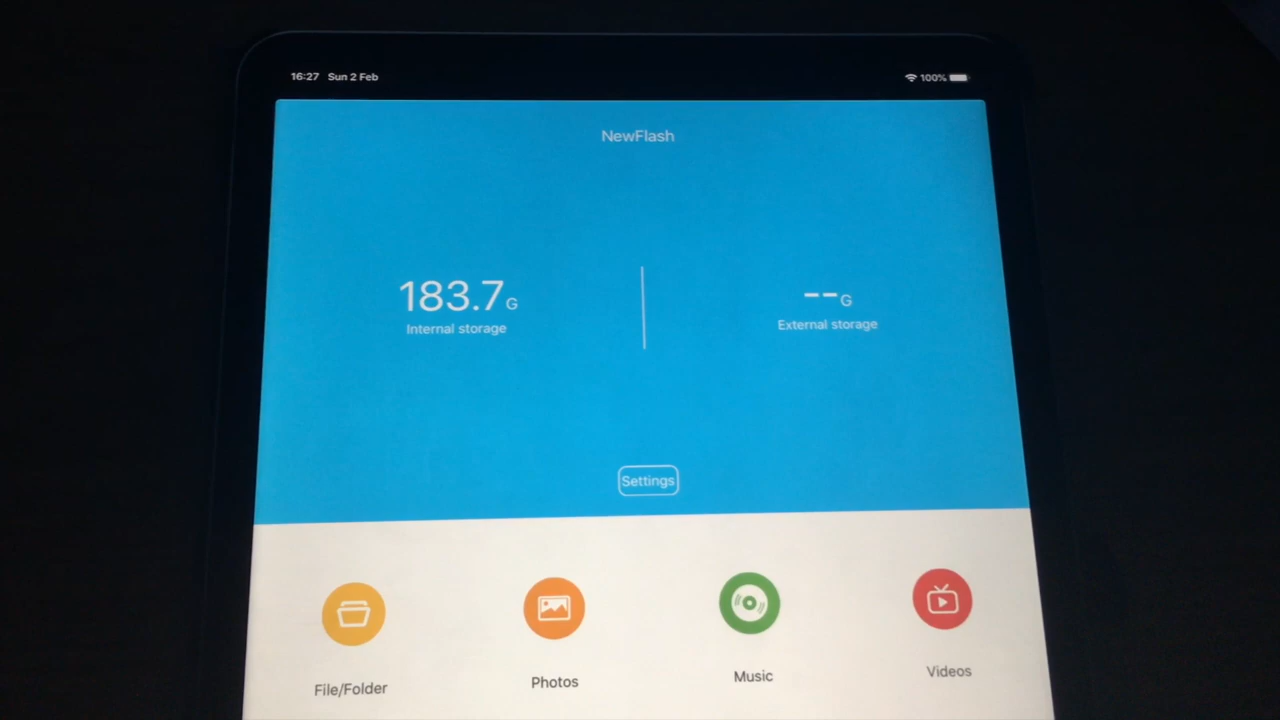 16:27 Sun 2 Feb
100%
NewFlash
183.7G
Internal storage
--G
External storage
Settings
File/Folder
Photos
Music
Videos